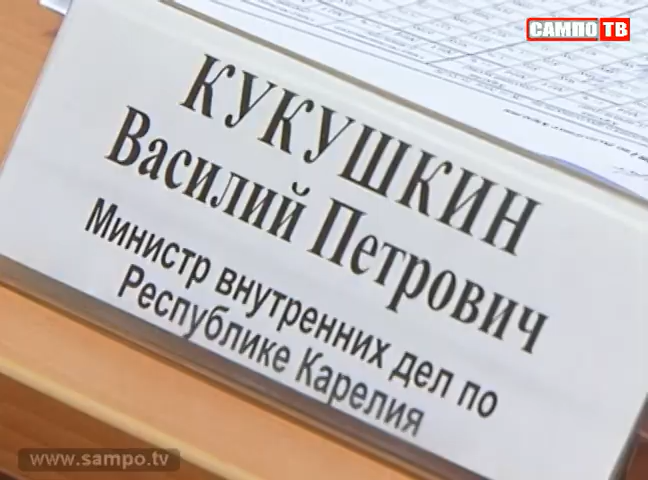 САМПО ТВ
КУКУШКИН
Василий Петрович
Министр внутренних дел по
Республике Карелия
www.sampo.tv